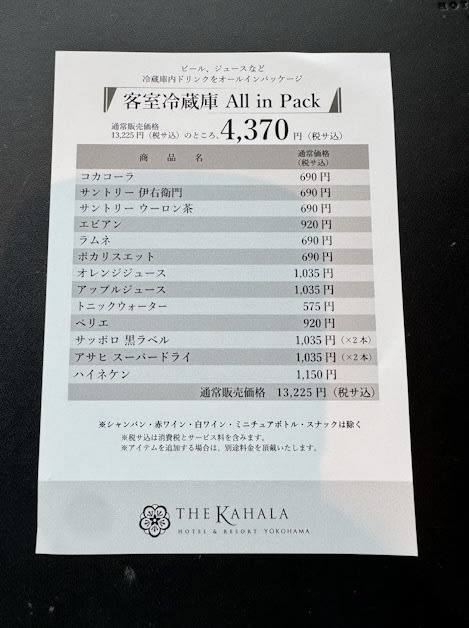 ビール、ジュースなど
冷蔵庫内ドリンクをオールインパッケージ
客室冷蔵庫 All in Pack
通常販売価格
13,225円（税サ込）のところ、4,370円（税サ込）
商品名 通常価格（税サ込）
コカコーラ 690円
サントリー 伊右衛門 690円
サントリー ウーロン茶 690円
エビアン 920円
ラムネ 690円
ポカリスエット 690円
オレンジジュース 1,035円
アップルジュース 1,035円
トニックウォーター 575円
ペリエ 920円
サッポロ 黒ラベル 1,035円（×2本）
アサヒ スーパードライ 1,035円（×2本）
ハイネケン 1,150円
通常販売価格 13,225円（税サ込）
※シャンパン・赤ワイン・白ワイン・ミニチュアボトル・スナックは除く
※税サ込は消費税とサービス料を含みます。
※アイテムを追加する場合は、別途料金を頂戴いたします。
THE KAHALA
HOTEL & RESORT YOKOHAMA